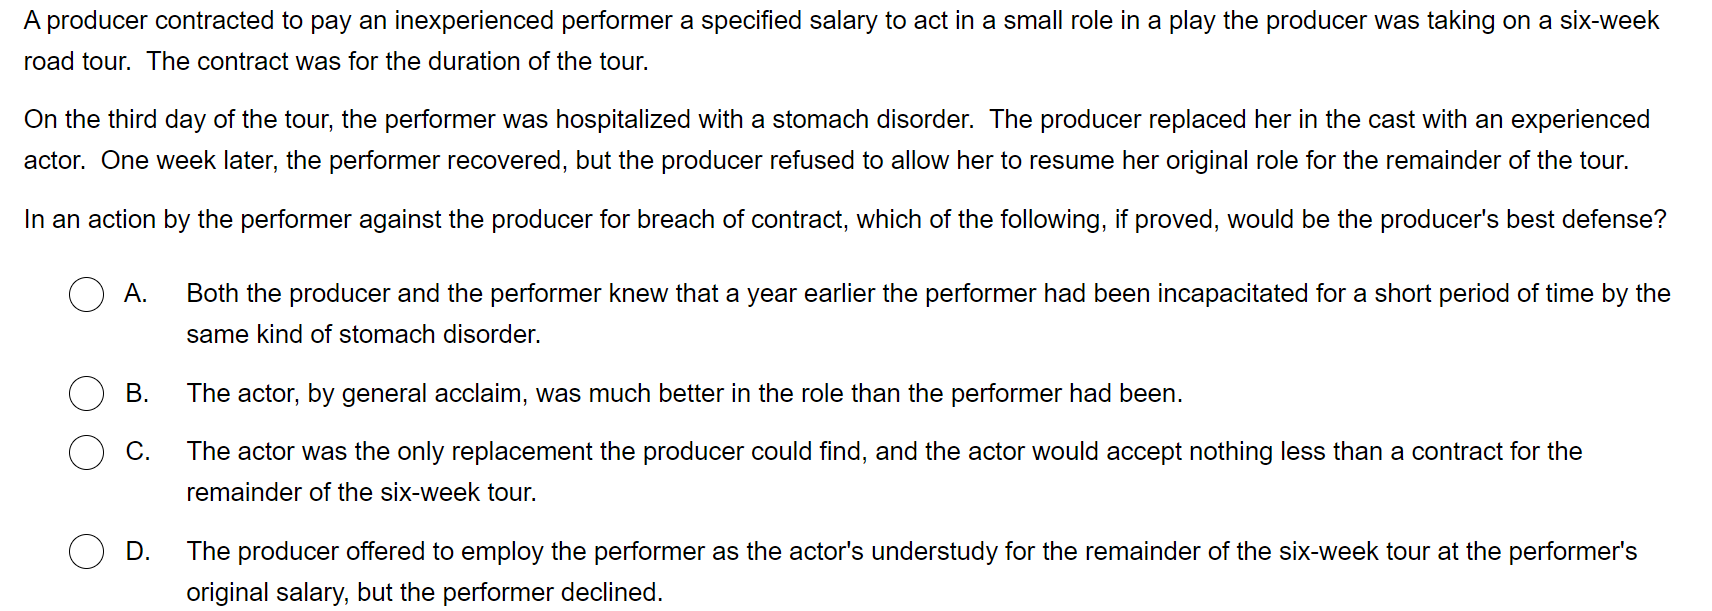 A producer contracted to pay an inexperienced performer a specified salary to act in a small role in a play the producer was taking on a six-week
road tour.  The contract was for the duration of the tour.
On the third day of the tour, the performer was hospitalized with a stomach disorder.  The producer replaced her in the cast with an experienced
actor.  One week later, the performer recovered, but the producer refused to allow her to resume her original role for the remainder of the tour.
In an action by the performer against the producer for breach of contract, which of the following, if proved, would be the producer's best defense?
A. Both the producer and the performer knew that a year earlier the performer had been incapacitated for a short period of time by the
same kind of stomach disorder.
B. The actor, by general acclaim, was much better in the role than the performer had been.
C. The actor was the only replacement the producer could find, and the actor would accept nothing less than a contract for the
remainder of the six-week tour.
D. The producer offered to employ the performer as the actor's understudy for the remainder of the six-week tour at the performer's
original salary, but the performer declined.